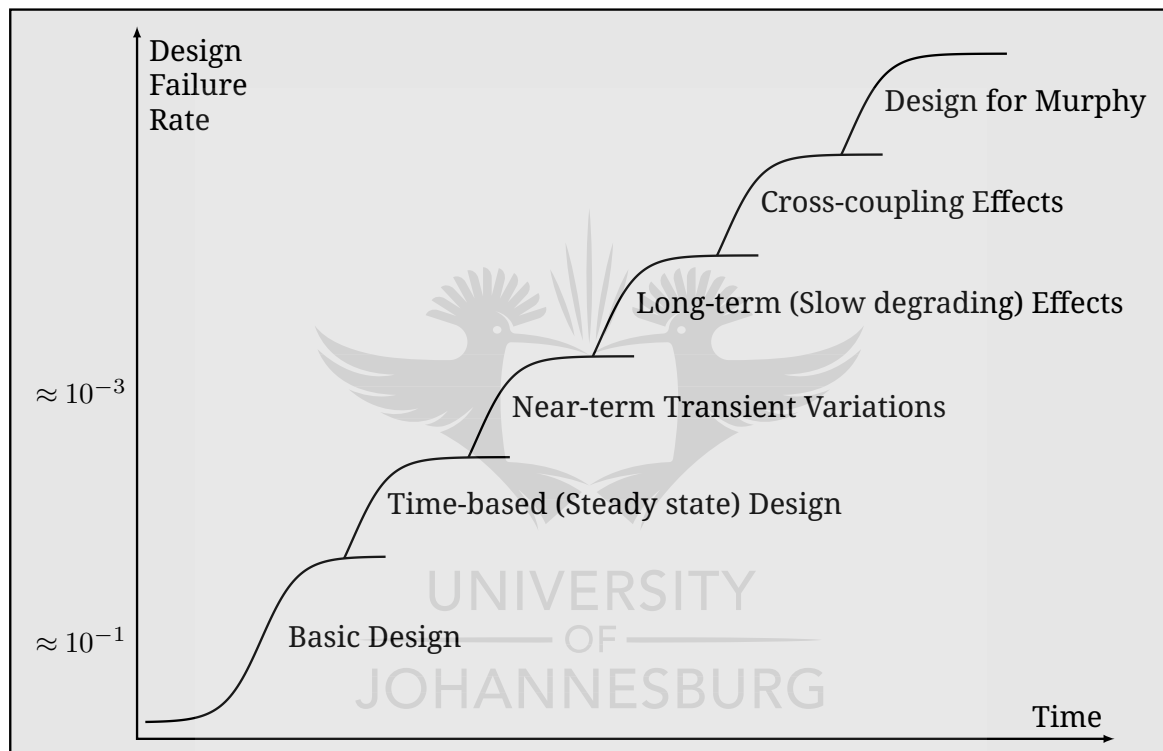 Design
Failure
Rate
Design for Murphy
Cross-coupling Effects
Long-term (Slow degrading) Effects
≈ 10⁻³
Near-term Transient Variations
Time-based (Steady state) Design
UNIVERSITY
≈ 10⁻¹
Basic Design
OF
JOHANNESBURG
Time